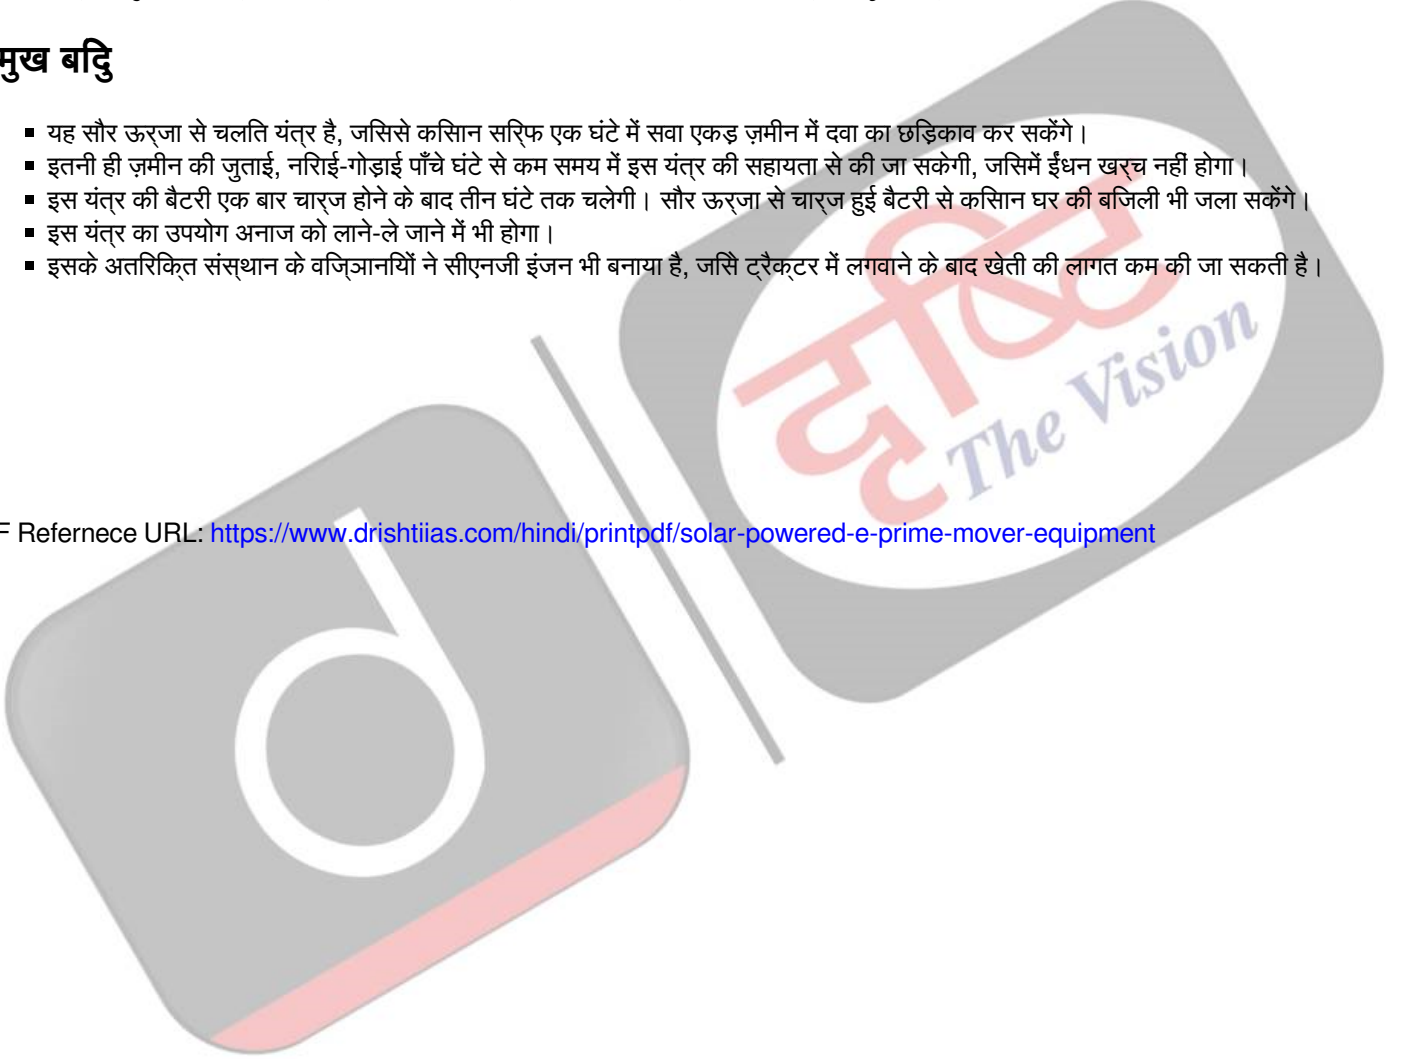 मुख बिंदु
यह सौर ऊर्जा से चलित यंत्र है, जिससे किसान सिर्फ एक घंटे में सवा एकड़ ज़मीन में दवा का छिड़काव कर सकेंगे।
इतनी ही ज़मीन की जुताई, निराई-गोड़ाई पाँचे घंटे से कम समय में इस यंत्र की सहायता से की जा सकेगी, जिसमें ईंधन खर्च नहीं होगा।
इस यंत्र की बैटरी एक बार चार्ज होने के बाद तीन घंटे तक चलेगी। सौर ऊर्जा से चार्ज हुई बैटरी से किसान घर की बिजली भी जला सकेंगे।
इस यंत्र का उपयोग अनाज को लाने-ले जाने में भी होगा।
इसके अतिरिक्त संस्थान के विज्ञानियों ने सीएनजी इंजन भी बनाया है, जिसे ट्रैक्टर में लगवाने के बाद खेती की लागत कम की जा सकती है।
दृष्टि
The Vision
F Refernece URL: https://www.drishtiias.com/hindi/printpdf/solar-powered-e-prime-mover-equipment
d